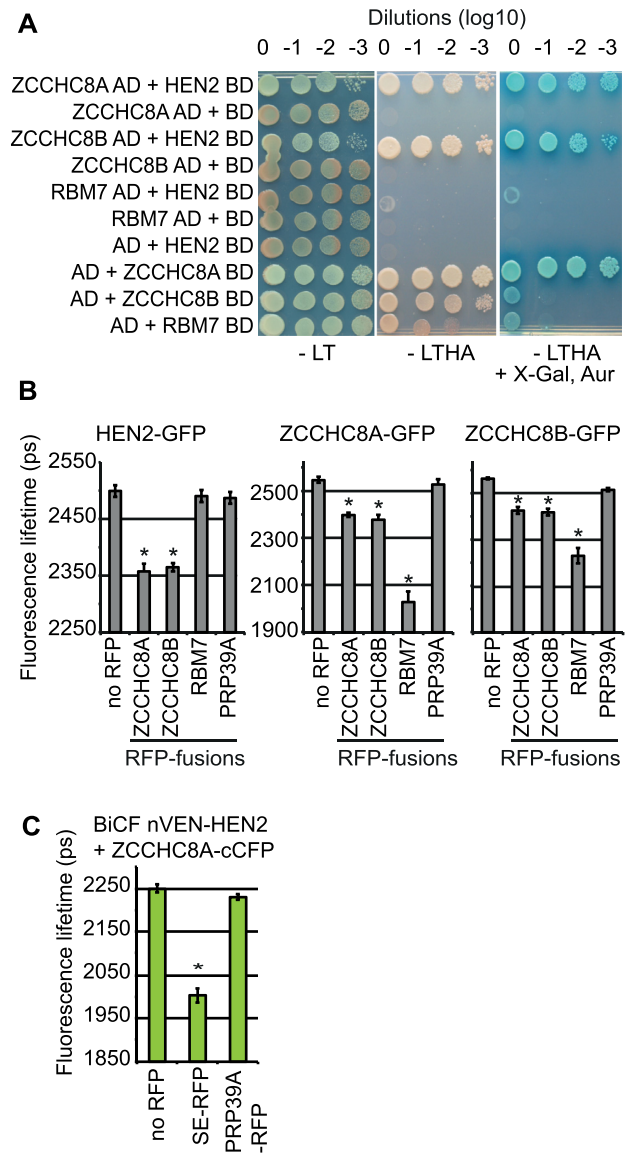 A
Dilutions (log10)
0 -1 -2 -3 0 -1 -2 -3 0 -1 -2 -3
ZCCHC8A AD + HEN2 BD
ZCCHC8A AD + BD
ZCCHC8B AD + HEN2 BD
ZCCHC8B AD + BD
RBM7 AD + HEN2 BD
RBM7 AD + BD
AD + HEN2 BD
AD + ZCCHC8A BD
AD + ZCCHC8B BD
AD + RBM7 BD
- LT
- LTHA
- LTHA
+ X-Gal, Aur
B
HEN2-GFP
ZCCHC8A-GFP
ZCCHC8B-GFP
Fluorescence lifetime (ps)
2550
2450
2350
2250
* *
no RFP
ZCCHC8A
ZCCHC8B
RBM7
PRP39A
RFP-fusions
2500
2300
2100
1900
* * *
no RFP
ZCCHC8A
ZCCHC8B
RBM7
PRP39A
RFP-fusions
* * *
no RFP
ZCCHC8A
ZCCHC8B
RBM7
PRP39A
RFP-fusions
C
BiCF nVEN-HEN2
+ ZCCHC8A-cCFP
Fluorescence lifetime (ps)
2250
2150
2050
1950
1850
*
no RFP
SE-RFP
PRP39A
-RFP